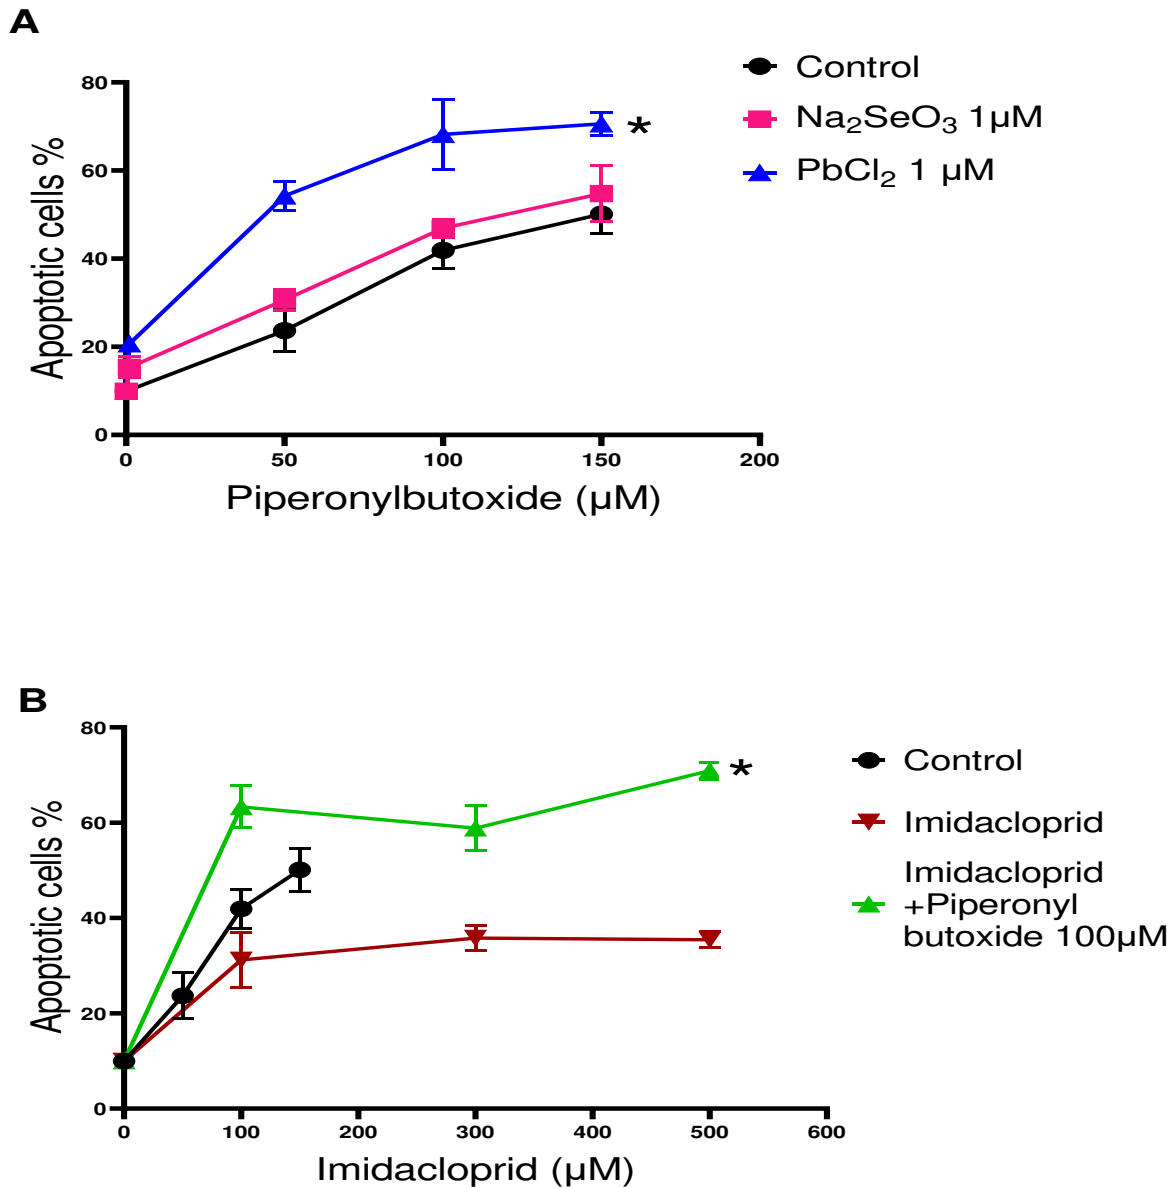 A
Control
Na₂SeO₃ 1µM
PbCl₂ 1 µM
Apoptotic cells %
80
60
40
20
0
0 50 100 150 200
*
Piperonylbutoxide (µM)
B
Control
Imidacloprid
Imidacloprid
+Piperonyl
butoxide 100µM
Apoptotic cells %
80
60
40
20
0
0 100 200 300 400 500 600
*
Imidacloprid (µM)